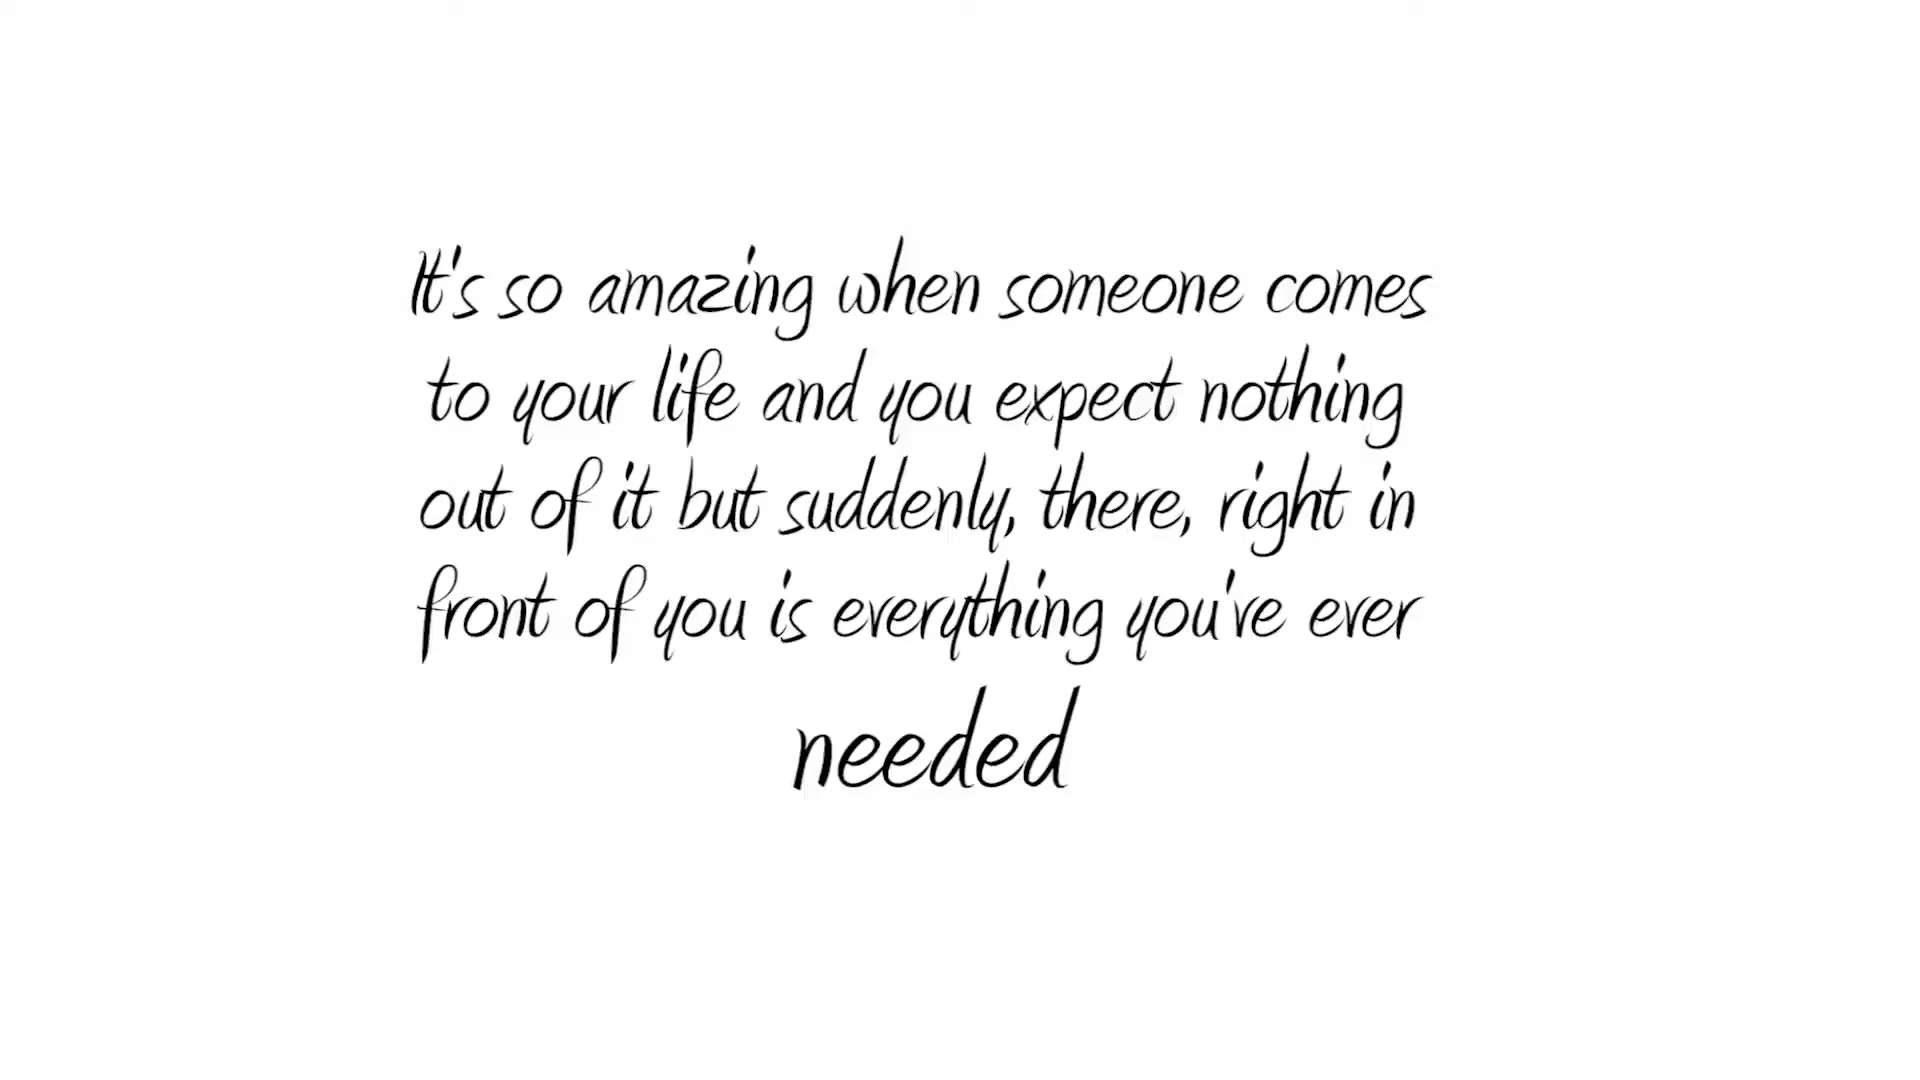 It's so amazing when someone comes
to your life and you expect nothing
out of it but suddenly, there, right in
front of you is everything you've ever
needed